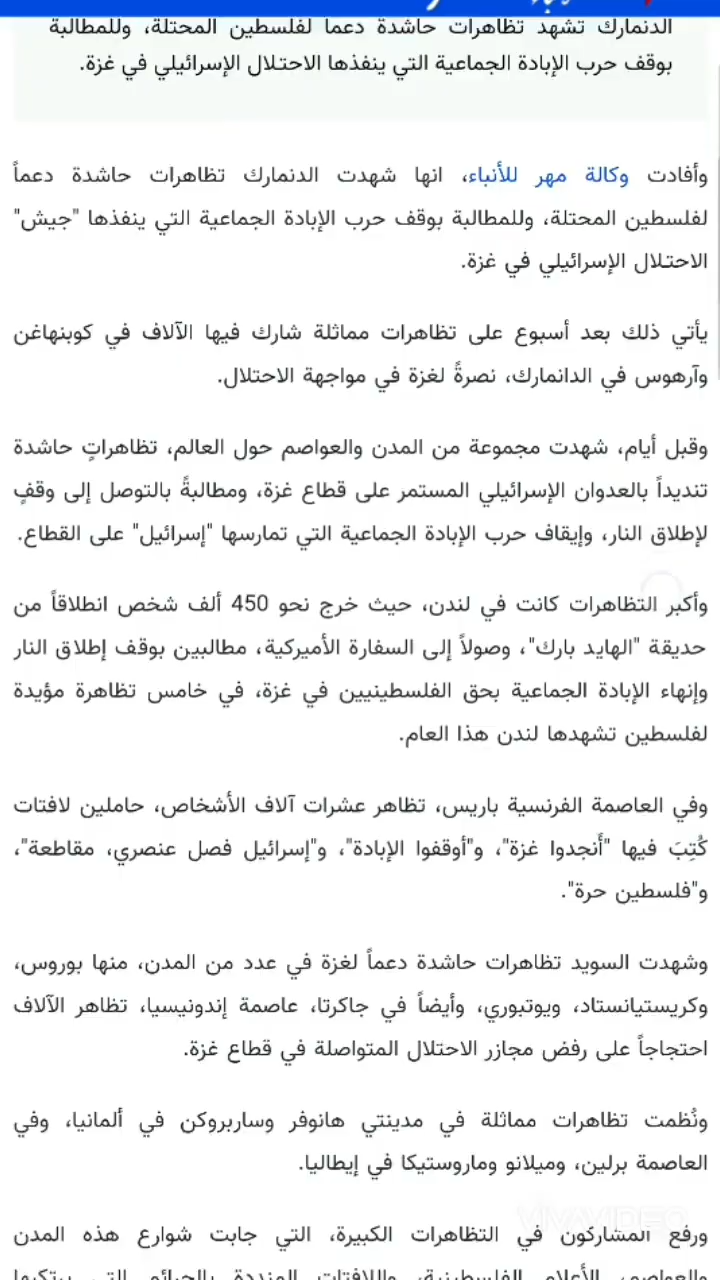 الدنمارك تشهد تظاهرات حاشدة دعماً لفلسطين المحتلة، وللمطالبة
بوقف حرب الإبادة الجماعية التي ينفذها الاحتلال الإسرائيلي في غزة.
وأفادت وكالة مهر للأنباء، انها شهدت الدنمارك تظاهرات حاشدة دعماً
لفلسطين المحتلة، وللمطالبة بوقف حرب الإبادة الجماعية التي ينفذها "جيش"
الاحتلال الإسرائيلي في غزة.
يأتي ذلك بعد أسبوع على تظاهرات مماثلة شارك فيها الآلاف في كوبنهاغن
وآرهوس في الدانمارك، نصرةً لغزة في مواجهة الاحتلال.
وقبل أيام، شهدت مجموعة من المدن والعواصم حول العالم، تظاهراتٍ حاشدة
تنديداً بالعدوان الإسرائيلي المستمر على قطاع غزة، ومطالبةً بالتوصل إلى وقفٍ
لإطلاق النار، وإيقاف حرب الإبادة الجماعية التي تمارسها "إسرائيل" على القطاع.
وأكبر التظاهرات كانت في لندن، حيث خرج نحو 450 ألف شخص انطلاقاً من
حديقة "الهايد بارك"، وصولاً إلى السفارة الأميركية، مطالبين بوقف إطلاق النار
وإنهاء الإبادة الجماعية بحق الفلسطينيين في غزة، في خامس تظاهرة مؤيدة
لفلسطين تشهدها لندن هذا العام.
وفي العاصمة الفرنسية باريس، تظاهر عشرات آلاف الأشخاص، حاملين لافتات
كُتِبَ فيها "أَنجدوا غزة"، و"أوقفوا الإبادة"، و"إسرائيل فصل عنصري، مقاطعة"،
و"فلسطين حرة".
وشهدت السويد تظاهرات حاشدة دعماً لغزة في عدد من المدن، منها بوروس،
وكريستيانستاد، ويوتبوري، وأيضاً في جاكرتا، عاصمة إندونيسيا، تظاهر الآلاف
احتجاجاً على رفض مجازر الاحتلال المتواصلة في قطاع غزة.
ونُظمت تظاهرات مماثلة في مدينتي هانوفر وساربروكن في ألمانيا، وفي
العاصمة برلين، وميلانو وماروستيكا في إيطاليا.
VIVAVIDEO
ورفع المشاركون في التظاهرات الكبيرة، التي جابت شوارع هذه المدن
والعواصم، الأعلام الفلسطينية، واللافتات المنددة بالجرائم التي يرتكبها